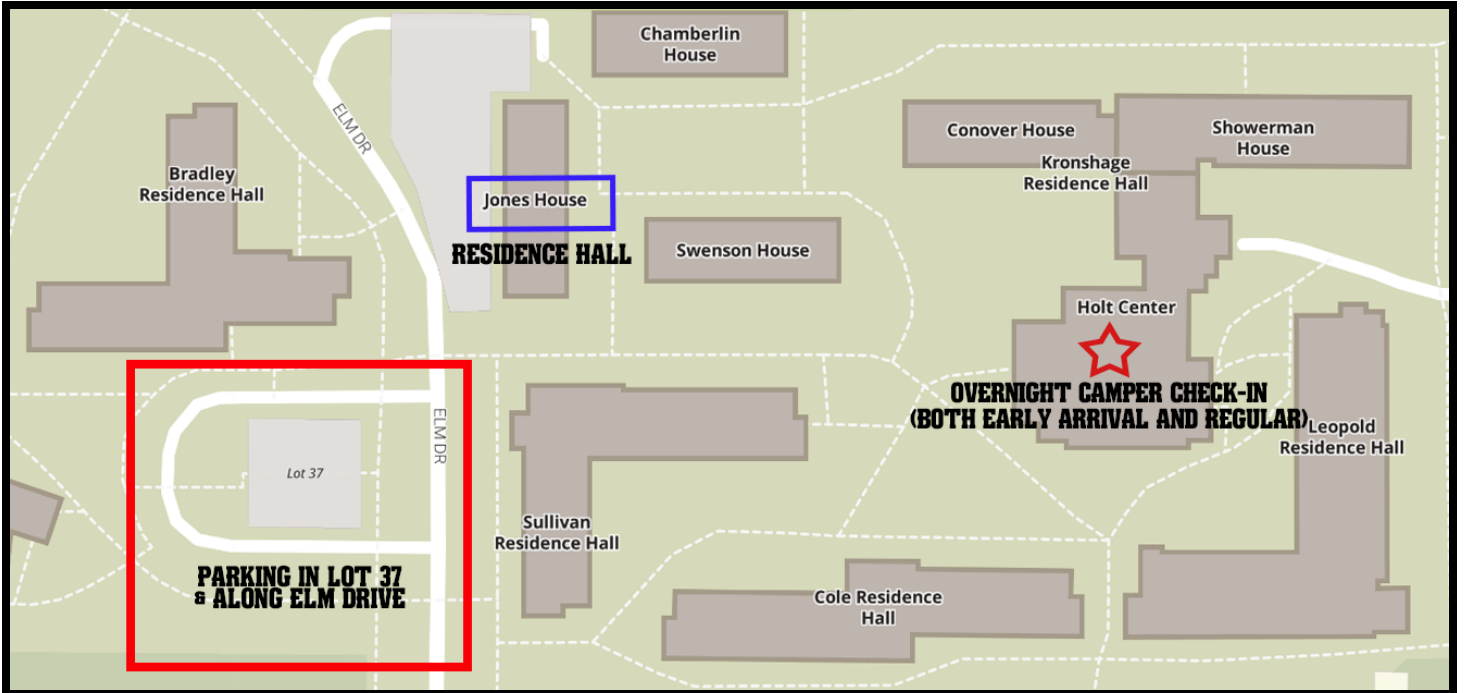 Chamberlin
House
ELM DR
Conover House
Showerman
House
Kronshage
Residence Hall
Bradley
Residence Hall
Jones House
RESIDENCE HALL
Swenson House
Holt Center
OVERNIGHT CAMPER CHECK-IN
(BOTH EARLY ARRIVAL AND REGULAR)
ELM DR
Leopold
Residence Hall
Lot 37
Sullivan
Residence Hall
PARKING IN LOT 37
& ALONG ELM DRIVE
Cole Residence
Hall